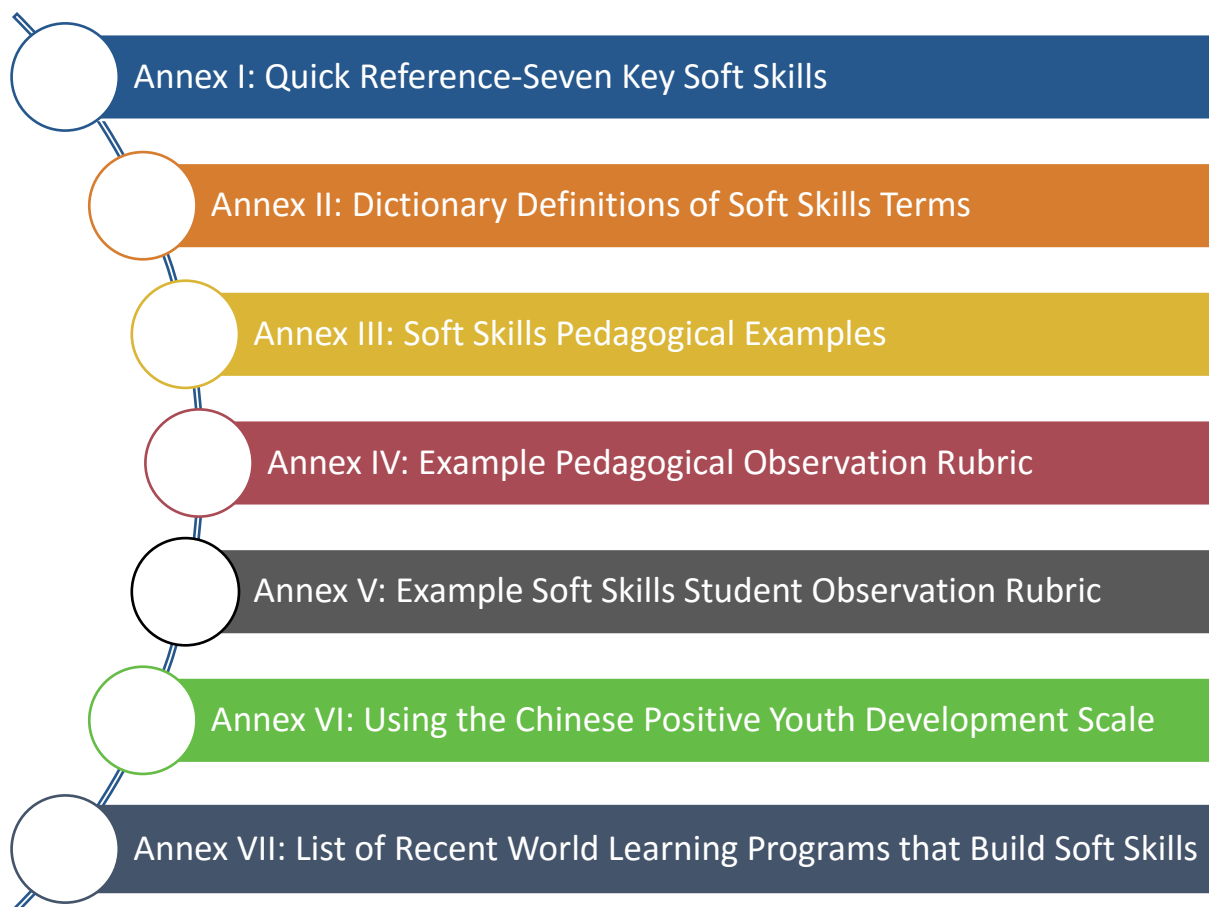 Annex I: Quick Reference-Seven Key Soft Skills
Annex II: Dictionary Definitions of Soft Skills Terms
Annex III: Soft Skills Pedagogical Examples
Annex IV: Example Pedagogical Observation Rubric
Annex V: Example Soft Skills Student Observation Rubric
Annex VI: Using the Chinese Positive Youth Development Scale
Annex VII: List of Recent World Learning Programs that Build Soft Skills